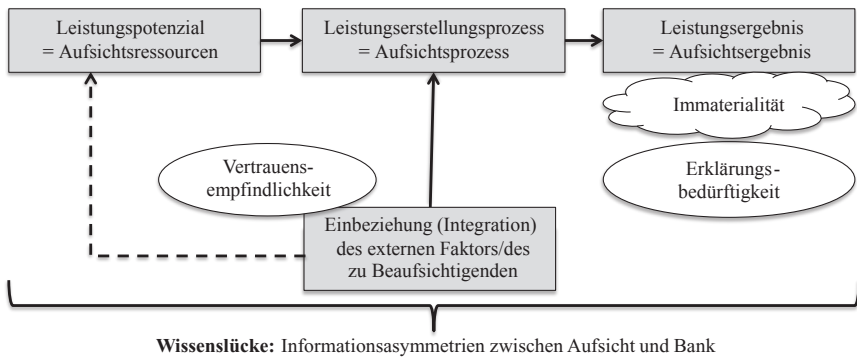 Leistungspotenzial
= Aufsichtsressourcen
Leistungserstellungsprozess
= Aufsichtsprozess
Leistungsergebnis
= Aufsichtsergebnis
Immaterialität
Vertrauens-
empfindlichkeit
Erklärungs-
bedürftigkeit
Einbeziehung (Integration)
des externen Faktors/des
zu Beaufsichtigenden
Wissenslücke: Informationsasymmetrien zwischen Aufsicht und Bank